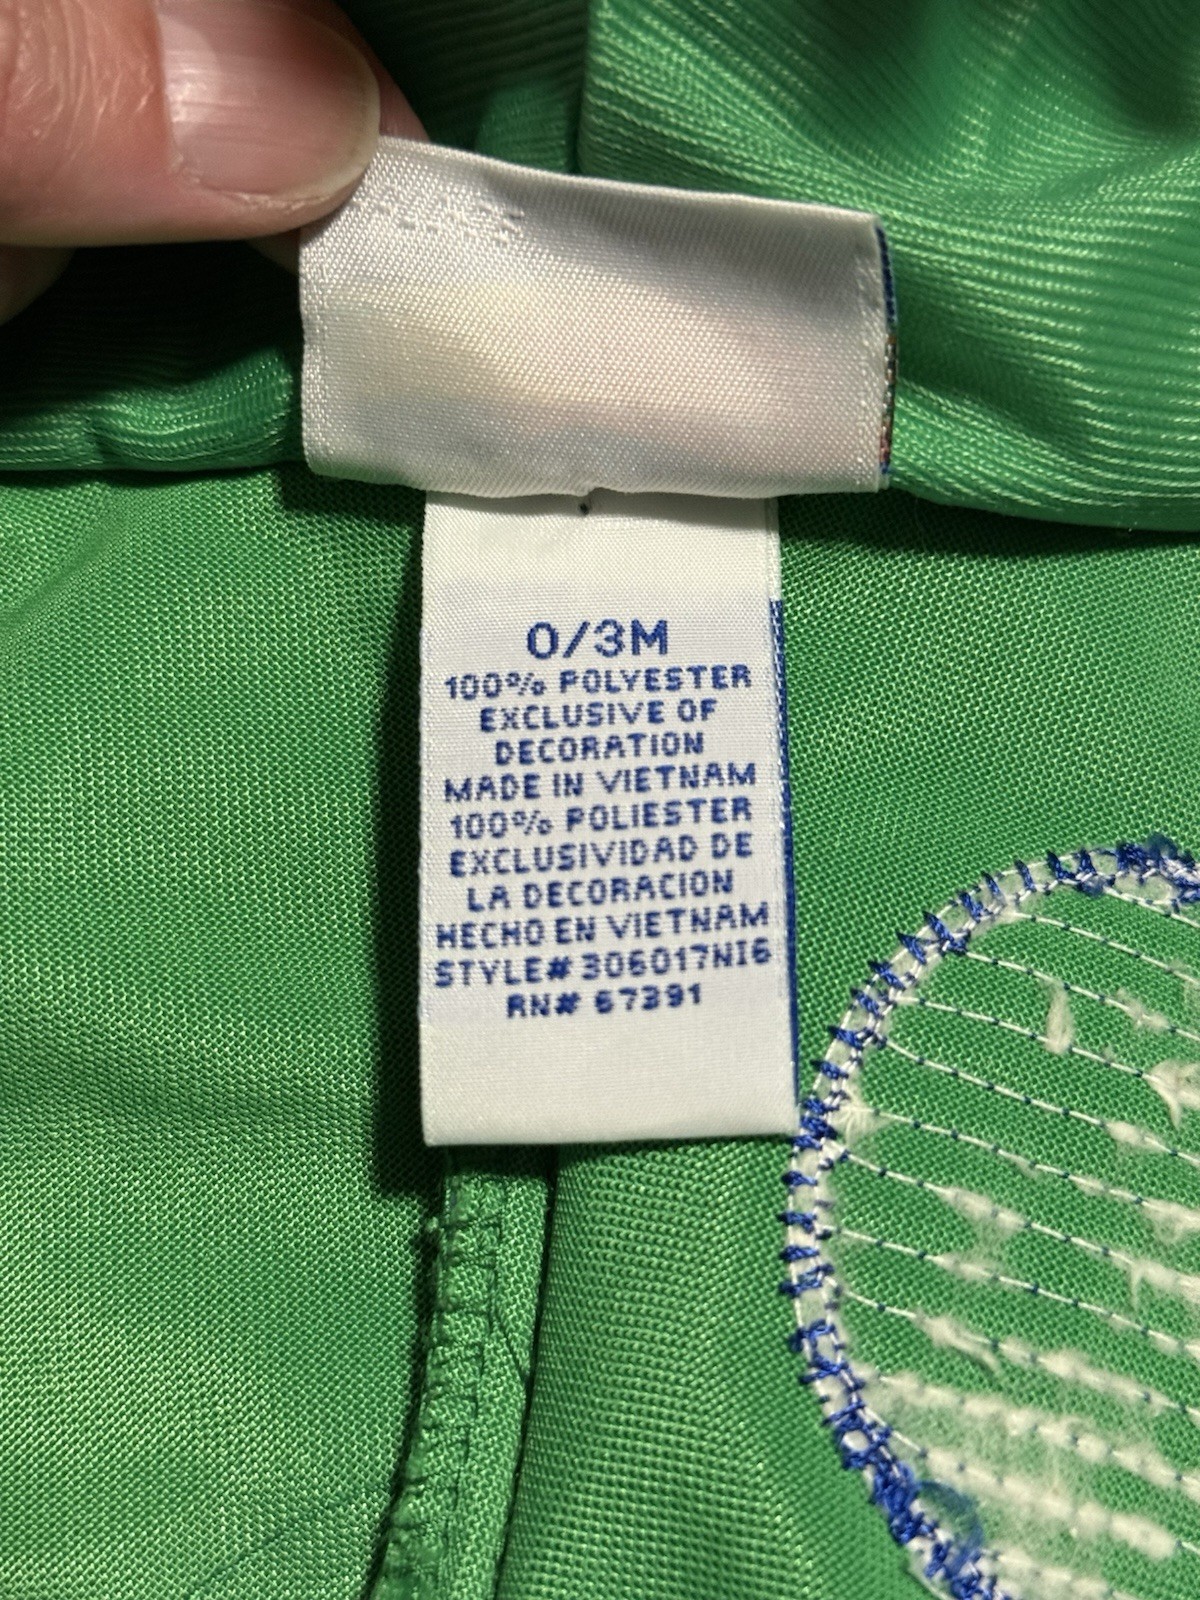 0/3M
100% POLYESTER
EXCLUSIVE OF
DECORATION
MADE IN VIETNAM
100% POLIESTER
EXCLUSIVIDAD DE
LA DECORACION
HECHO EN VIETNAM
STYLE# 306017NI6
RN# 67391